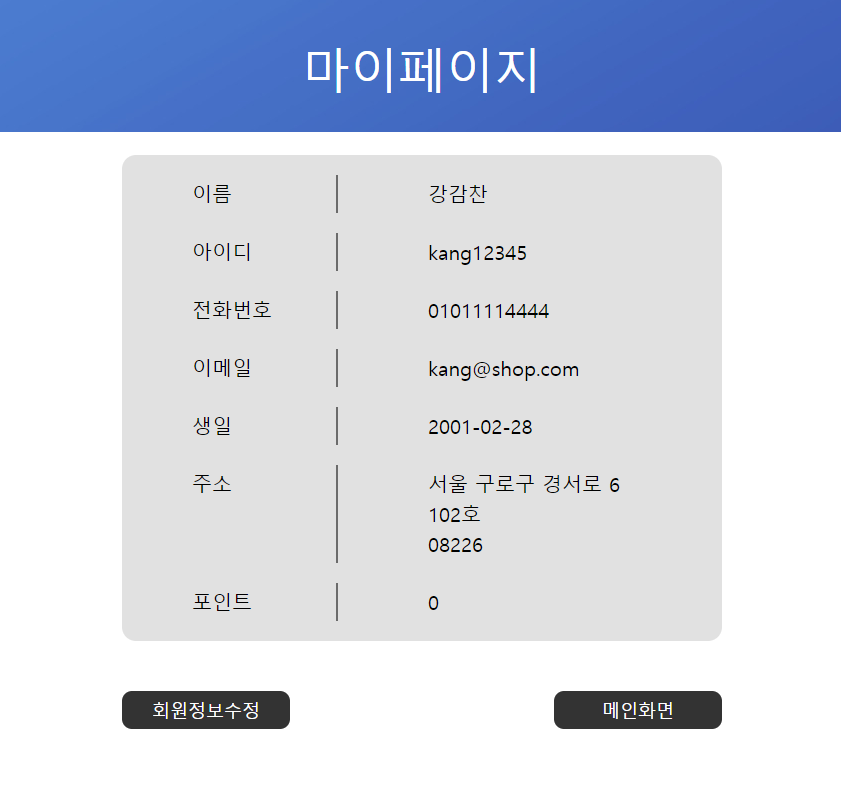 마이페이지
이름 강감찬
아이디 kang12345
전화번호 01011114444
이메일 kang@shop.com
생일 2001-02-28
주소 서울 구로구 경서로 6
102호
08226
포인트 0
회원정보수정 메인화면